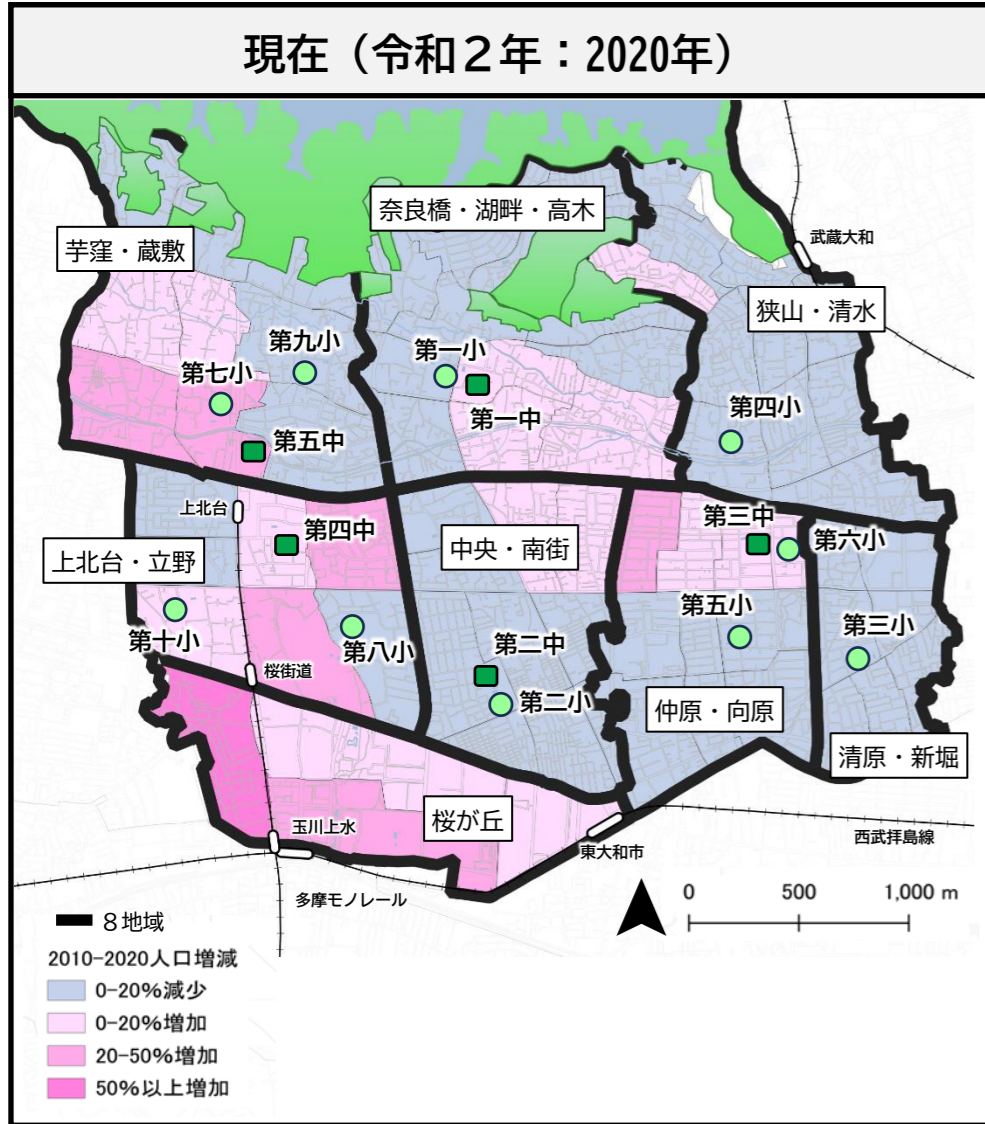 現在（令和２年：2020年）
奈良橋・湖畔・高木
武蔵大和
芋窪・蔵敷
狭山・清水
第九小
第一小
第七小
第一中
第四小
第五中
上北台
第四中
第三中
中央・南街
第六小
上北台・立野
第五小
第三小
第十小
第八小
第二中
桜街道
第二小
仲原・向原
清原・新堀
桜が丘
玉川上水
東大和市
西武拝島線
多摩モノレール
0 500 1,000 m
８地域
2010-2020人口増減
0-20%減少
0-20%増加
20-50%増加
50%以上増加